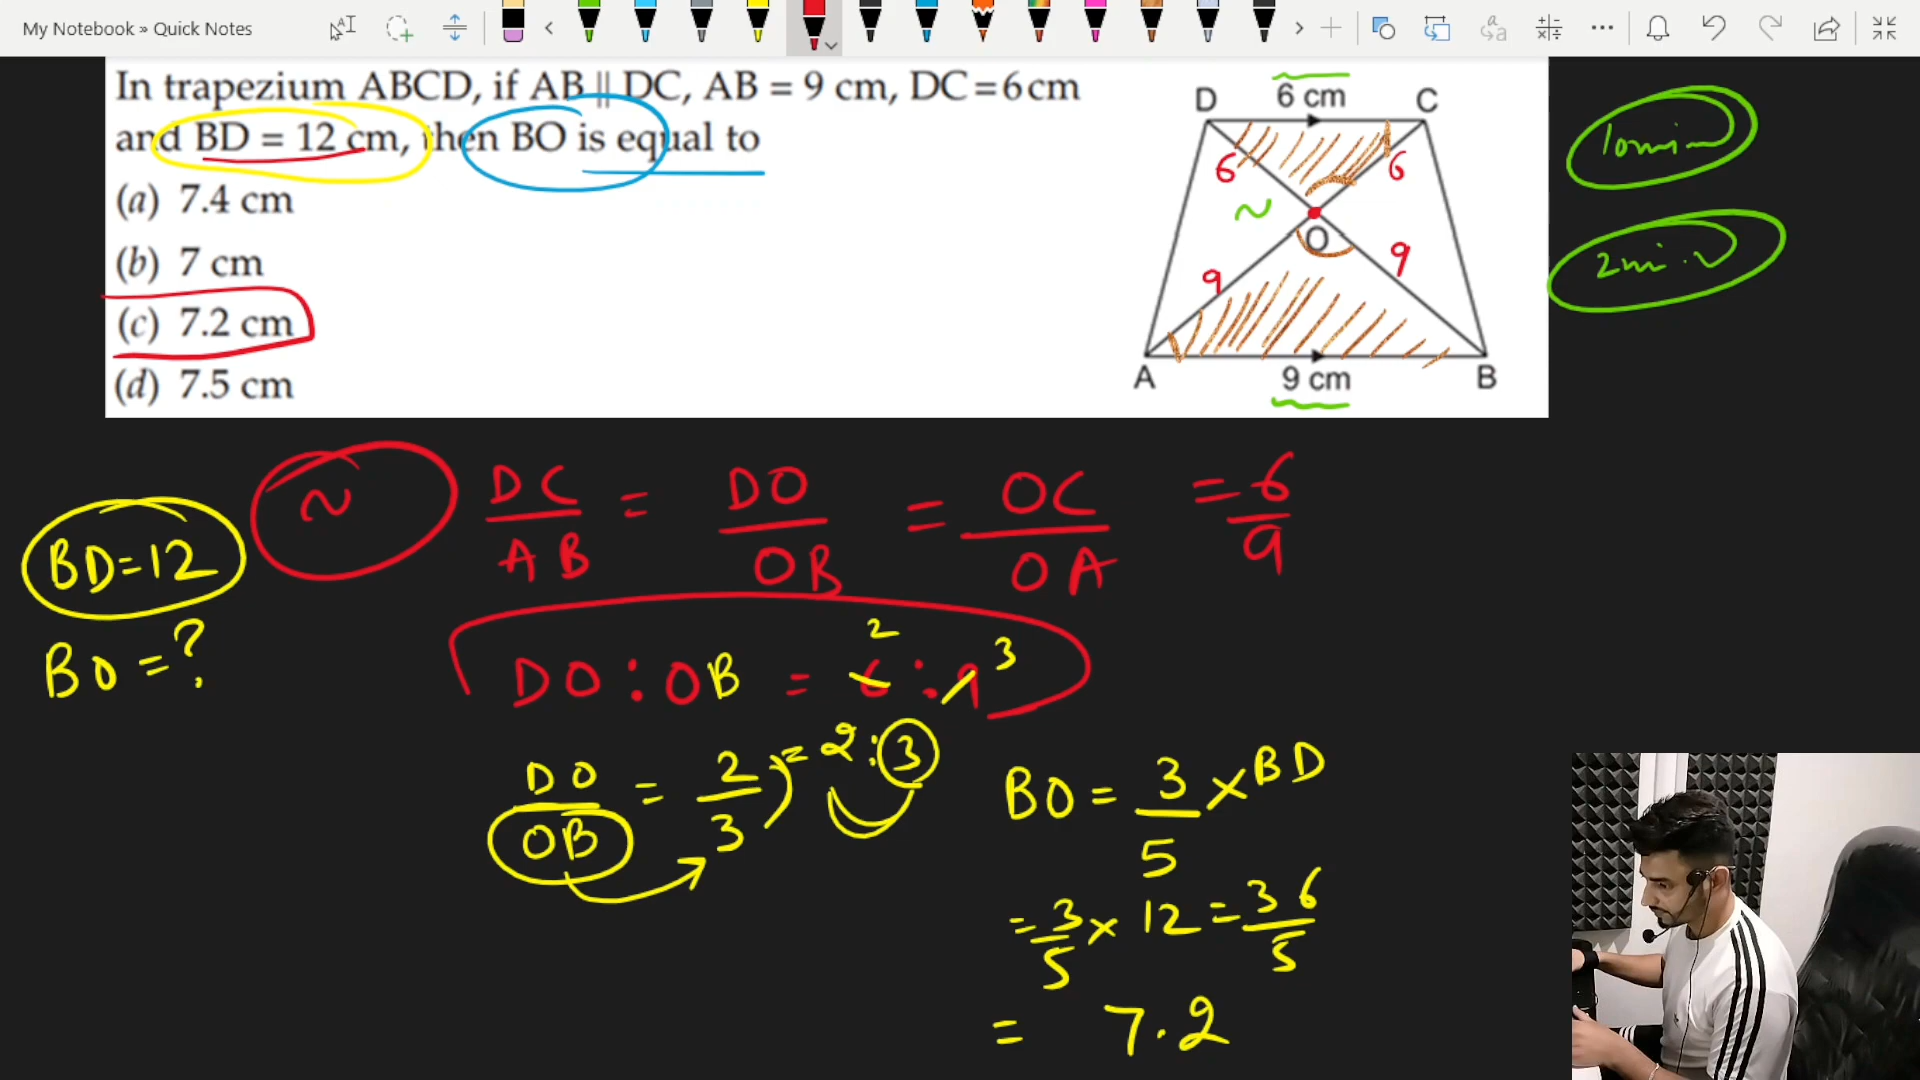 My Notebook » Quick Notes
In trapezium ABCD, if AB || DC, AB = 9 cm, DC = 6 cm
and BD = 12 cm, then BO is equal to
(a) 7.4 cm
(b) 7 cm
(c) 7.2 cm
(d) 7.5 cm
D 6 cm C
6 6
~
O
9 9
A 9 cm B
10 min
2 min
~ DC/AB = DO/OB = OC/OA = 6/9
BD=12
BO=?
2 3
DO : OB = 6 : 9
DO/OB = 2/3 ) = 2 : 3
BO = 3/5 × BD
= 3/5 × 12 = 36/5
= 7.2